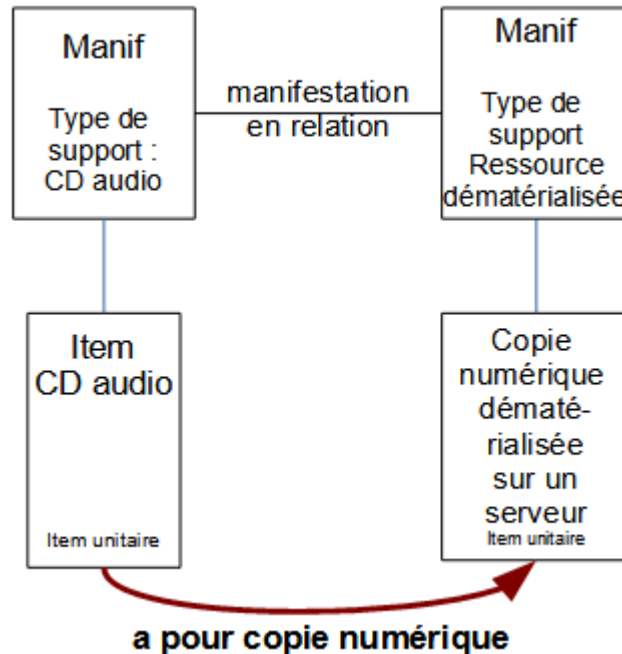 Manif
Type de
support :
CD audio
manifestation
en relation
Manif
Type de
support
Ressource
dématérialisée
Item
CD audio
Item unitaire
Copie
numérique
dématé-
rialisée
sur un
serveur
Item unitaire
a pour copie numérique